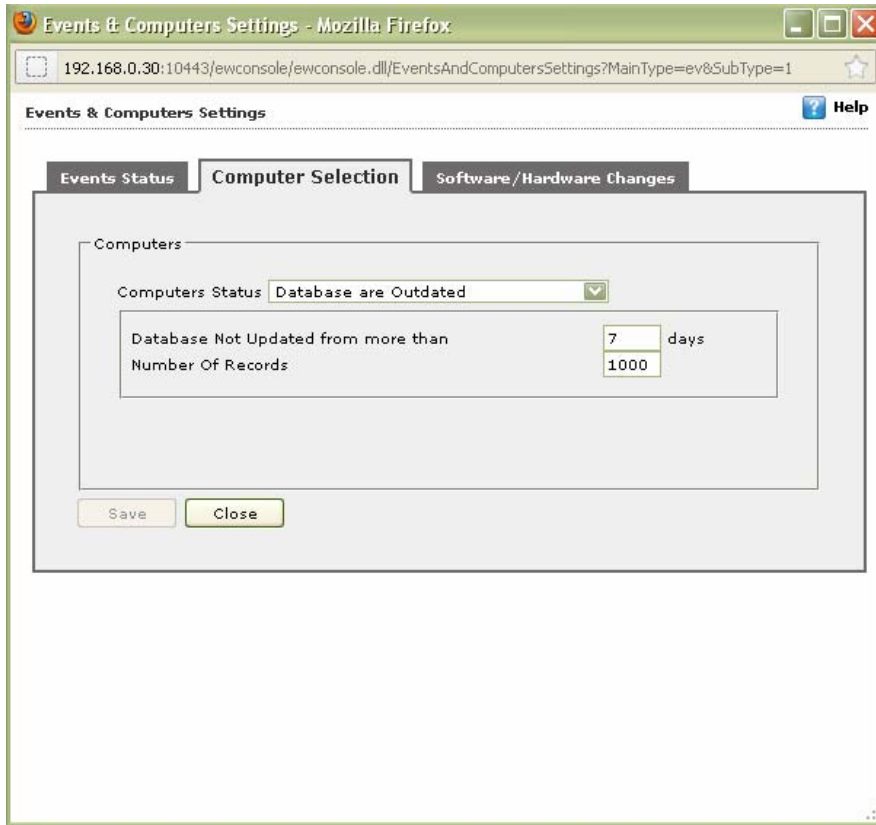 Events & Computers Settings - Mozilla Firefox
192.168.0.30:10443/ewconsole/ewconsole.dll/EventsAndComputersSettings?MainType=ev&SubType=1
Events & Computers Settings
? Help
Events Status
Computer Selection
Software/Hardware Changes
Computers
Computers Status Database are Outdated
Database Not Updated from more than 7 days
Number Of Records 1000
Save
Close